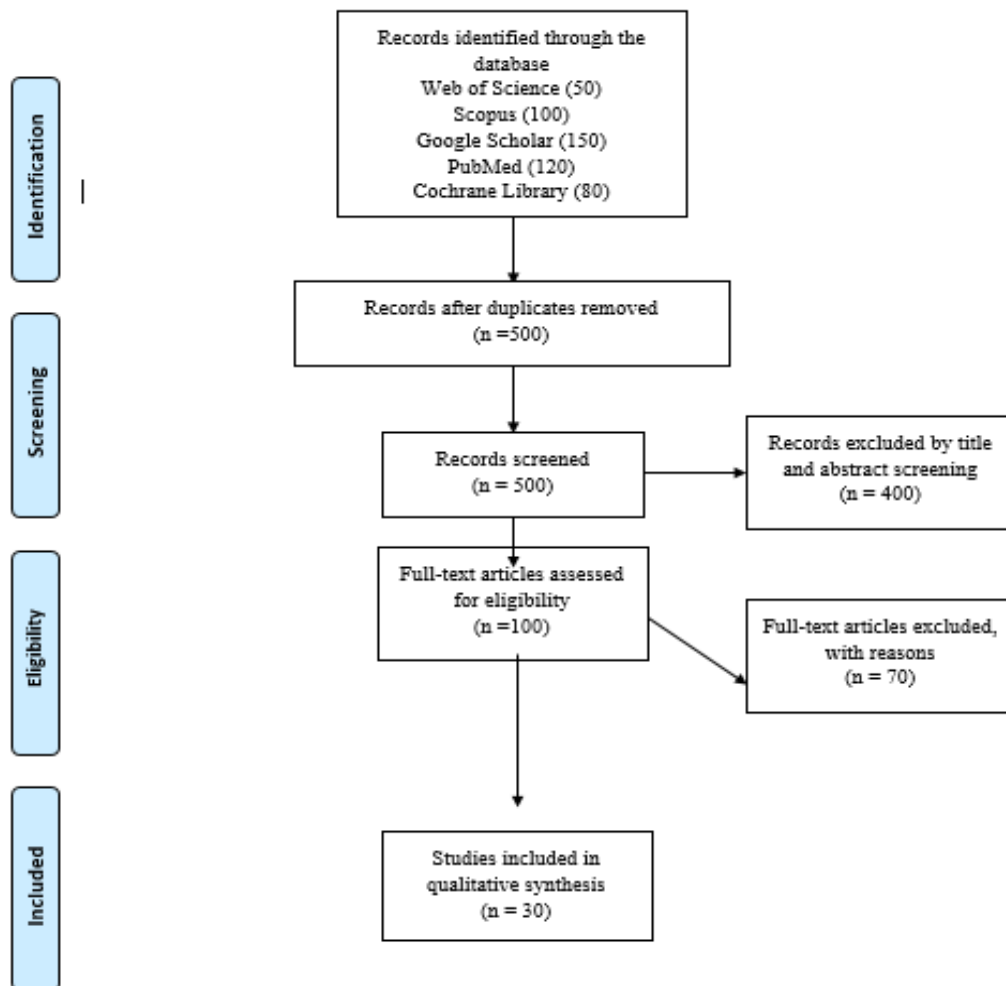 Identification
Records identified through the
database
Web of Science (50)
Scopus (100)
Google Scholar (150)
PubMed (120)
Cochrane Library (80)
Records after duplicates removed
(n =500)
Screening
Records screened
(n = 500)
Records excluded by title
and abstract screening
(n = 400)
Eligibility
Full-text articles assessed
for eligibility
(n =100)
Full-text articles excluded,
with reasons
(n = 70)
Included
Studies included in
qualitative synthesis
(n = 30)